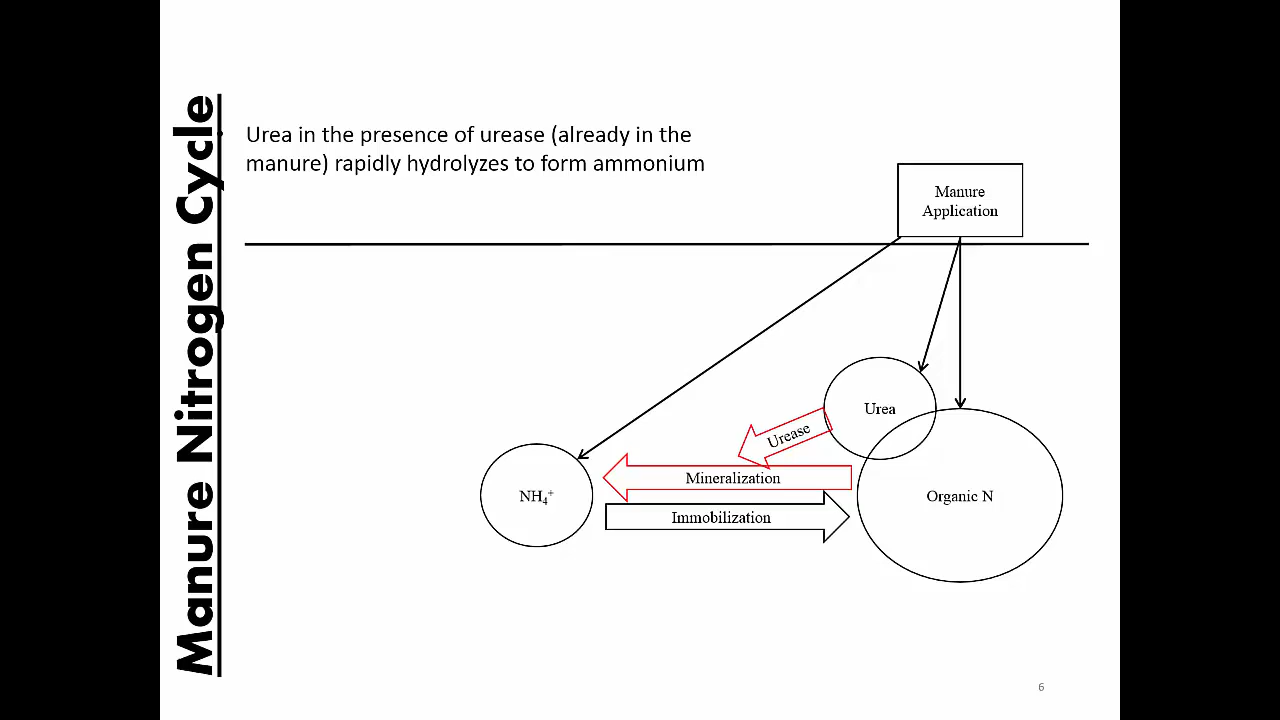 Manure Nitrogen Cycle
Urea in the presence of urease (already in the
manure) rapidly hydrolyzes to form ammonium
Manure
Application
Urea
Urease
Mineralization
NH₄⁺
Organic N
Immobilization
6